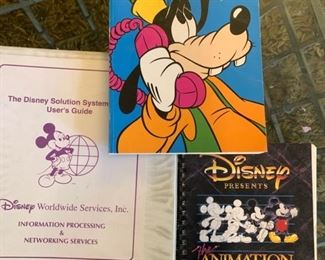 The Disney Solution System
User's Guide
Disney Worldwide Services, Inc.
INFORMATION PROCESSING &
NETWORKING SERVICES
Disney
PRESENTS
the
ANIMATION